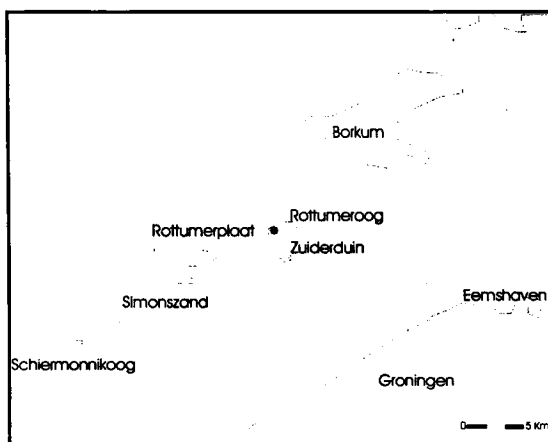 Borkum
Rottumeroog
Rottumerplaat
Zuiderduin
Eemshaven
Simonszand
Schiermonnikoog
Groningen
0 5 Km